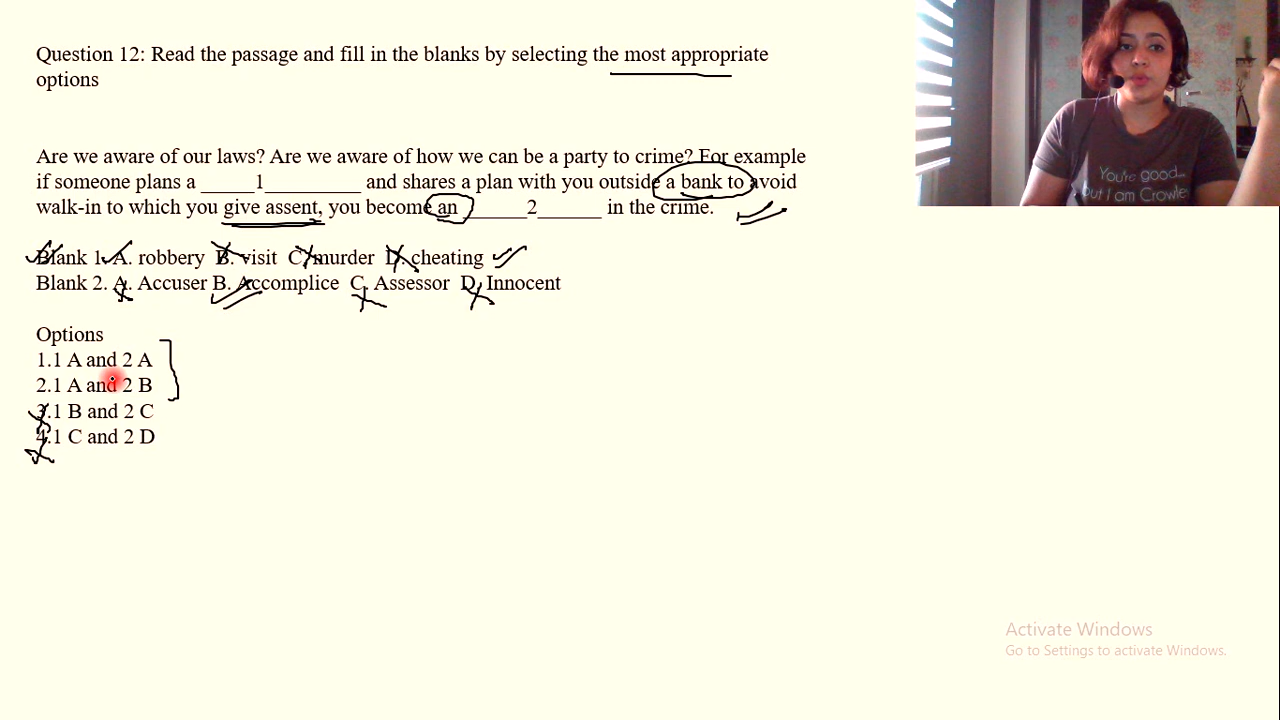 Question 12: Read the passage and fill in the blanks by selecting the most appropriate
options
Are we aware of our laws? Are we aware of how we can be a party to crime? For example
if someone plans a _____1_________ and shares a plan with you outside a bank to avoid
walk-in to which you give assent, you become an ______2______ in the crime.
Blank 1. A. robbery B. visit C. murder D. cheating
Blank 2. A. Accuser B. Accomplice C. Assessor D. Innocent
Options
1.1 A and 2 A
2.1 A and 2 B
3.1 B and 2 C
4.1 C and 2 D
You're good...
but I am Crowley
Activate Windows
Go to Settings to activate Windows.